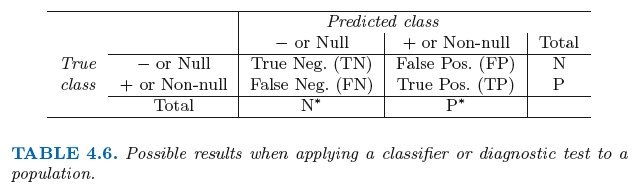 Predicted class
− or Null + or Non-null Total
True − or Null True Neg. (TN) False Pos. (FP) N
class + or Non-null False Neg. (FN) True Pos. (TP) P
Total N* P*
TABLE 4.6. Possible results when applying a classifier or diagnostic test to a
population.